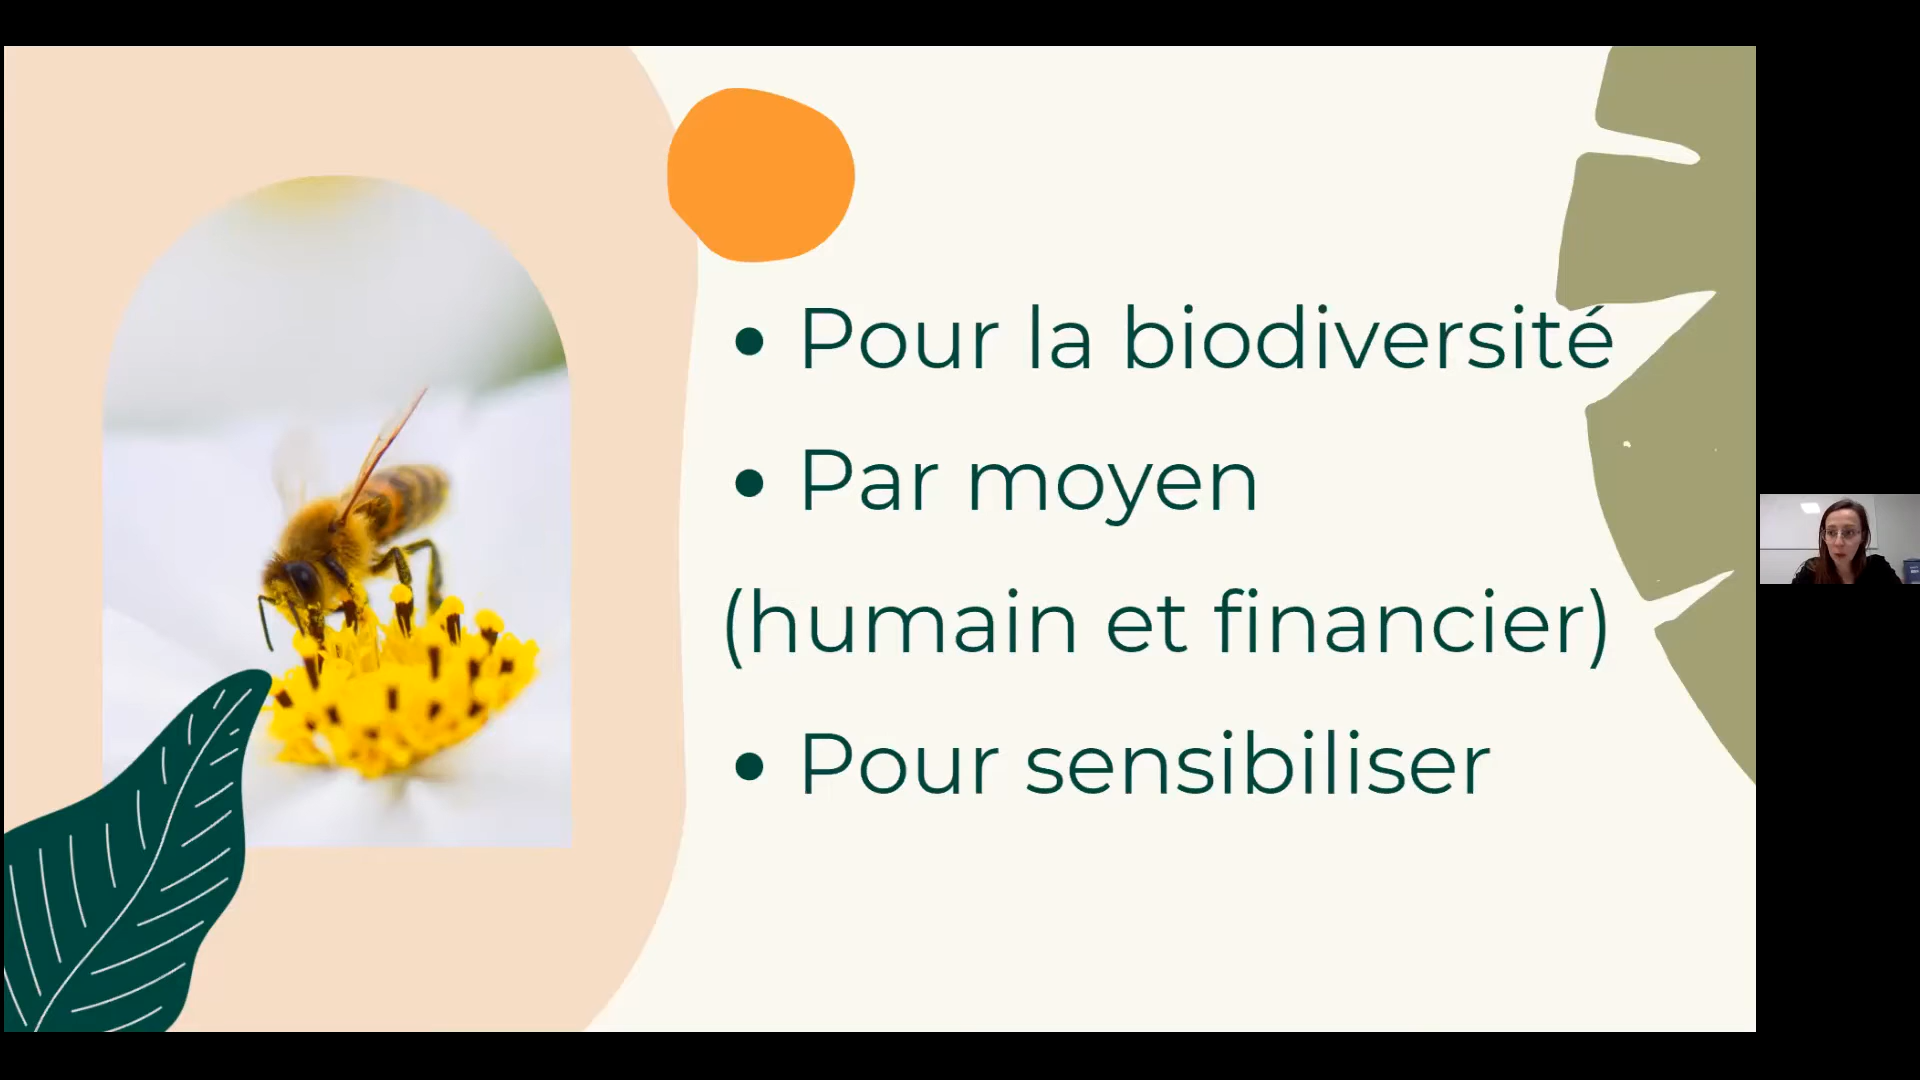 • Pour la biodiversité
• Par moyen
(humain et financier)
• Pour sensibiliser